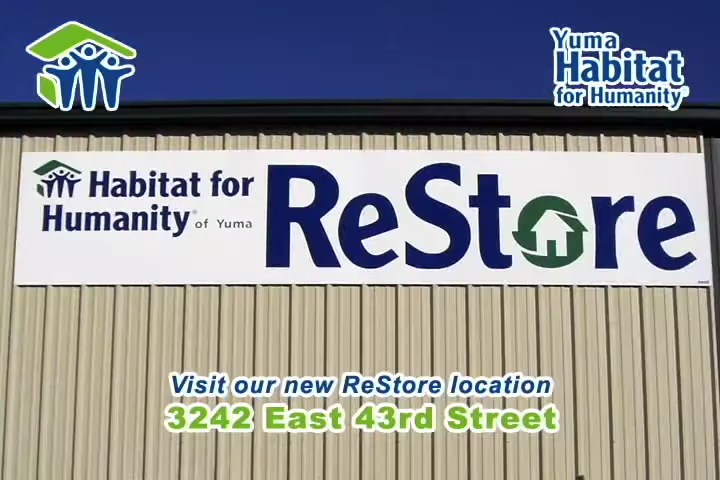 Yuma
Habitat
for Humanity®
Habitat for
Humanity® of Yuma
ReStore
Visit our new ReStore location
3242 East 43rd Street